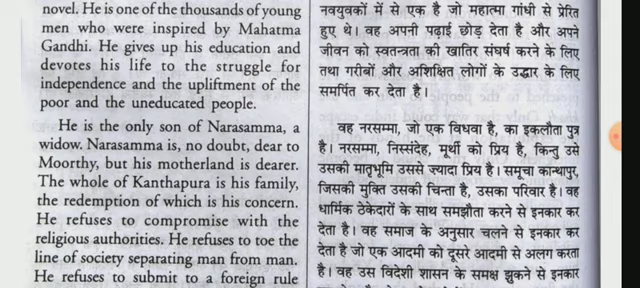 novel. He is one of the thousands of young
men who were inspired by Mahatma
Gandhi. He gives up his education and
devotes his life to the struggle for
independence and the upliftment of the
poor and the uneducated people.
He is the only son of Narasamma, a
widow. Narasamma is, no doubt, dear to
Moorthy, but his motherland is dearer.
The whole of Kanthapura is his family,
the redemption of which is his concern.
He refuses to compromise with the
religious authorities. He refuses to toe the
line of society separating man from man.
He refuses to submit to a foreign rule
नवयुवकों में से एक है जो महात्मा गांधी से प्रेरित
हुए थे। वह अपनी पढ़ाई छोड़ देता है और अपने
जीवन को स्वतन्त्रता की खातिर संघर्ष करने के लिए
तथा गरीबों और अशिक्षित लोगों के उद्धार के लिए
समर्पित कर देता है।
वह नरसम्मा, जो एक विधवा है, का इकलौता पुत्र
है। नरसम्मा, निस्संदेह, मूर्थी को प्रिय है, किन्तु उसे
उसकी मातृभूमि उससे ज्यादा प्रिय है। समूचा कान्थापुर,
जिसकी मुक्ति उसकी चिन्ता है, उसका परिवार है। वह
धार्मिक ठेकेदारों के साथ समझौता करने से इनकार कर
देता है। वह समाज के अनुसार चलने से इनकार कर
देता है जो एक आदमी को दूसरे आदमी से अलग करता
है। वह उस विदेशी शासन के समक्ष झुकने से इनकार